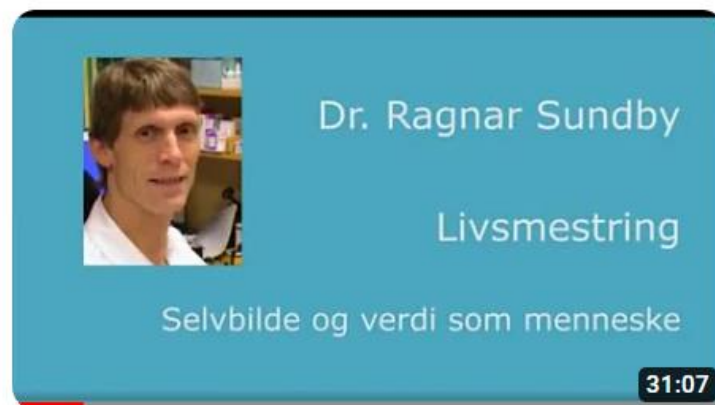 Dr. Ragnar Sundby
Livsmestring
Selvbilde og verdi som menneske
31:07